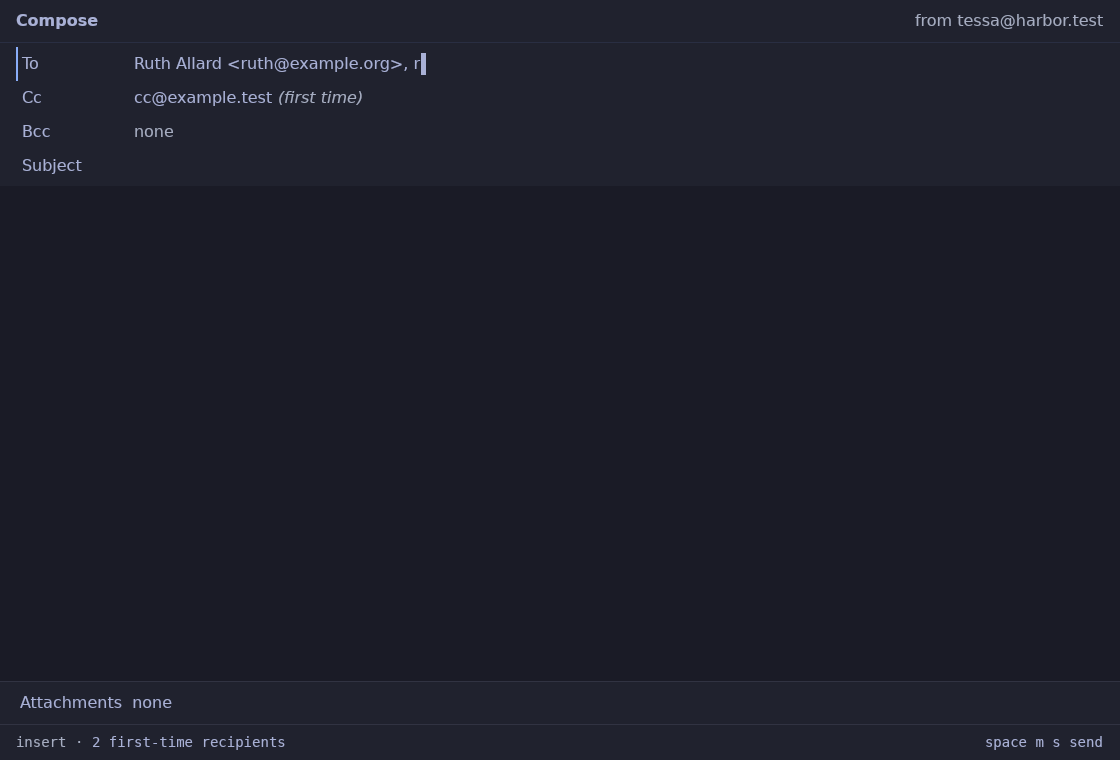 Compose from tessa@harbor.test
To Ruth Allard <ruth@example.org>, r
Cc cc@example.test (first time)
Bcc none
Subject
Attachments none
insert · 2 first-time recipients space m s send